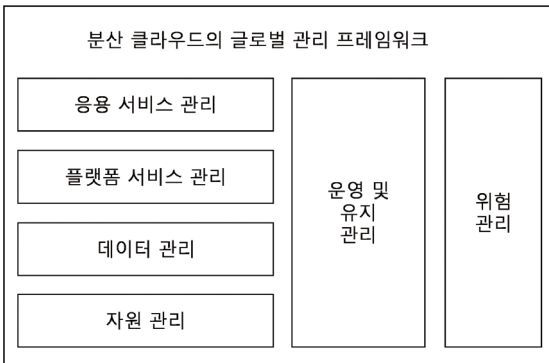 분산 클라우드의 글로벌 관리 프레임워크
응용 서비스 관리
플랫폼 서비스 관리
데이터 관리
자원 관리
운영 및
유지
관리
위험
관리